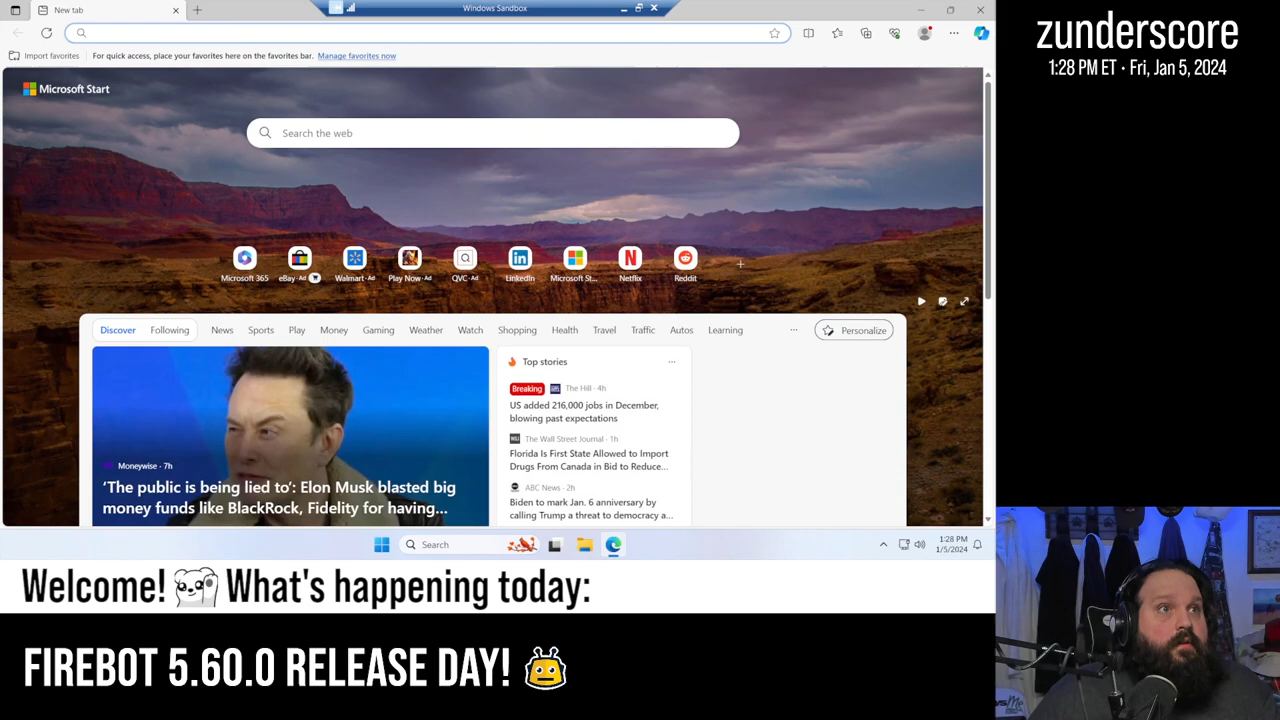 New tab
Windows Sandbox
Import favorites
For quick access, place your favorites here on the favorites bar. Manage favorites now
Microsoft Start
Search the web
Microsoft 365
eBay · Ad
Walmart · Ad
Play Now · Ad
QVC · Ad
LinkedIn
Microsoft St...
Netflix
Reddit
Discover
Following
News
Sports
Play
Money
Gaming
Weather
Watch
Shopping
Health
Travel
Traffic
Autos
Learning
Personalize
Moneywise · 7h
‘The public is being lied to’: Elon Musk blasted big
money funds like BlackRock, Fidelity for having...
Top stories
Breaking
The Hill · 4h
US added 216,000 jobs in December,
blowing past expectations
The Wall Street Journal · 1h
Florida Is First State Allowed to Import
Drugs From Canada in Bid to Reduce...
ABC News · 2h
Biden to mark Jan. 6 anniversary by
calling Trump a threat to democracy a...
Search
1:28 PM
1/5/2024
zunderscore
1:28 PM ET • Fri, Jan 5, 2024
Welcome! What's happening today:
FIREBOT 5.60.0 RELEASE DAY!